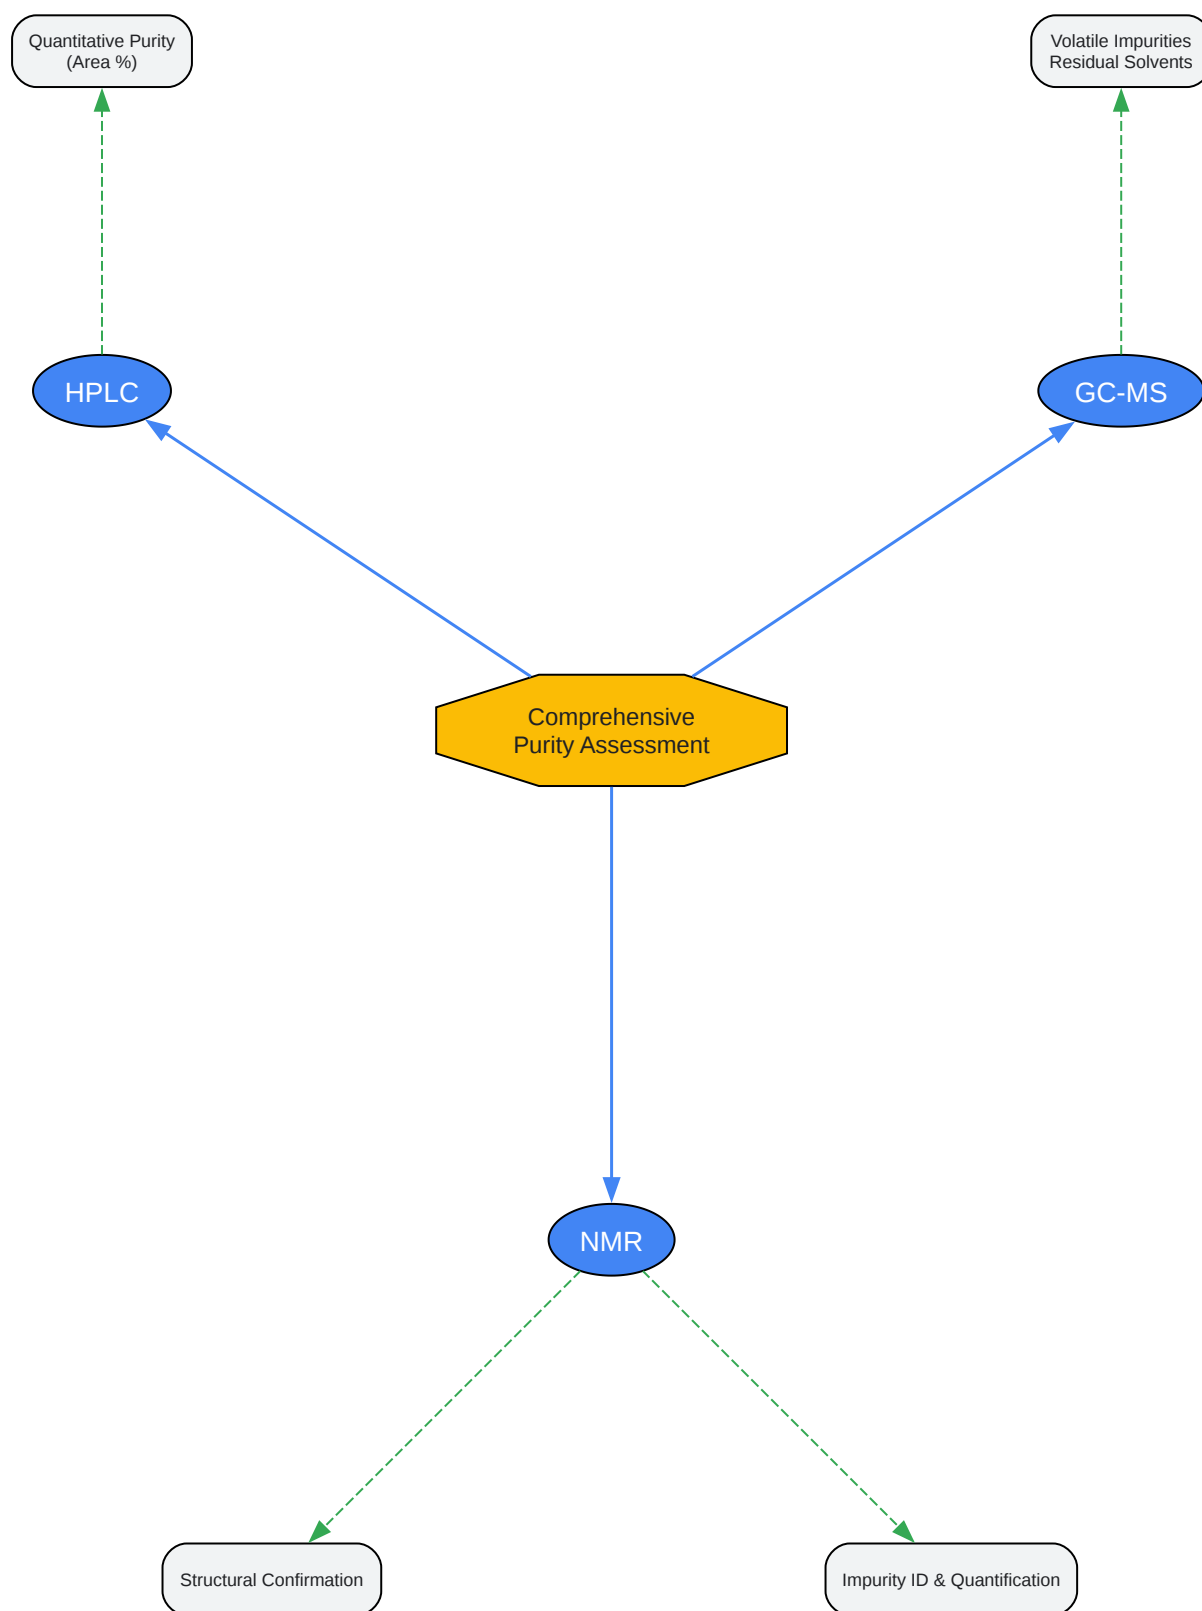 Quantitative Purity
(Area %)
Volatile Impurities
Residual Solvents
HPLC
GC-MS
Comprehensive
Purity Assessment
NMR
Structural Confirmation
Impurity ID & Quantification